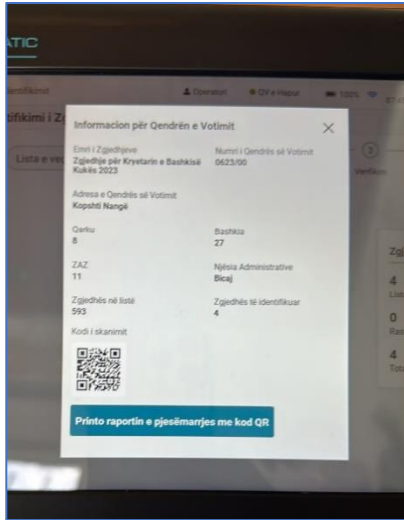 Operatori
QV e Hapur
100%
Informacion për Qendrën e Votimit
Emri i Zgjedhjeve
Zgjedhje për Kryetarin e Bashkisë
Kukës 2023
Numri i Qendrës së Votimit
0623/00
Adresa e Qendrës së Votimit
Kopshti Nangë
Qarku
8
Bashkia
27
ZAZ
11
Njësia Administrative
Bicaj
Zgjedhës në listë
593
Zgjedhës të identifikuar
4
Kodi i skanimit
Printo raportin e pjesëmarrjes me kod QR
4
0
4